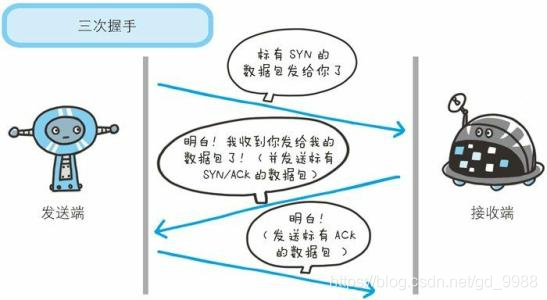 三次握手
标有 SYN 的
数据包发给你了
明白！我收到你发给我的
数据包了！（并发送标有
SYN/ACK 的数据包）
发送端
接收端
明白！
（发送标有 ACK
的数据包 ）
https://blog.csdn.net/gd_9988